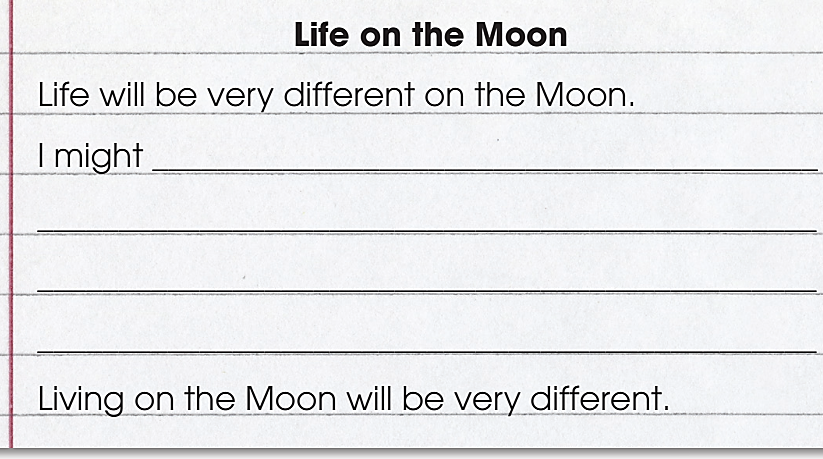 Life on the Moon
Life will be very different on the Moon.
I might
Living on the Moon will be very different.